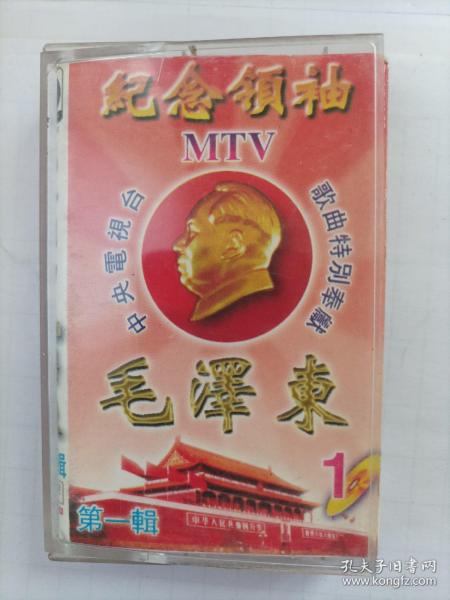 紀念領袖
MTV
中央電視台
歌曲特別奉獻
毛澤東
1
第一輯
孔夫子旧书网
www.kongfz.com